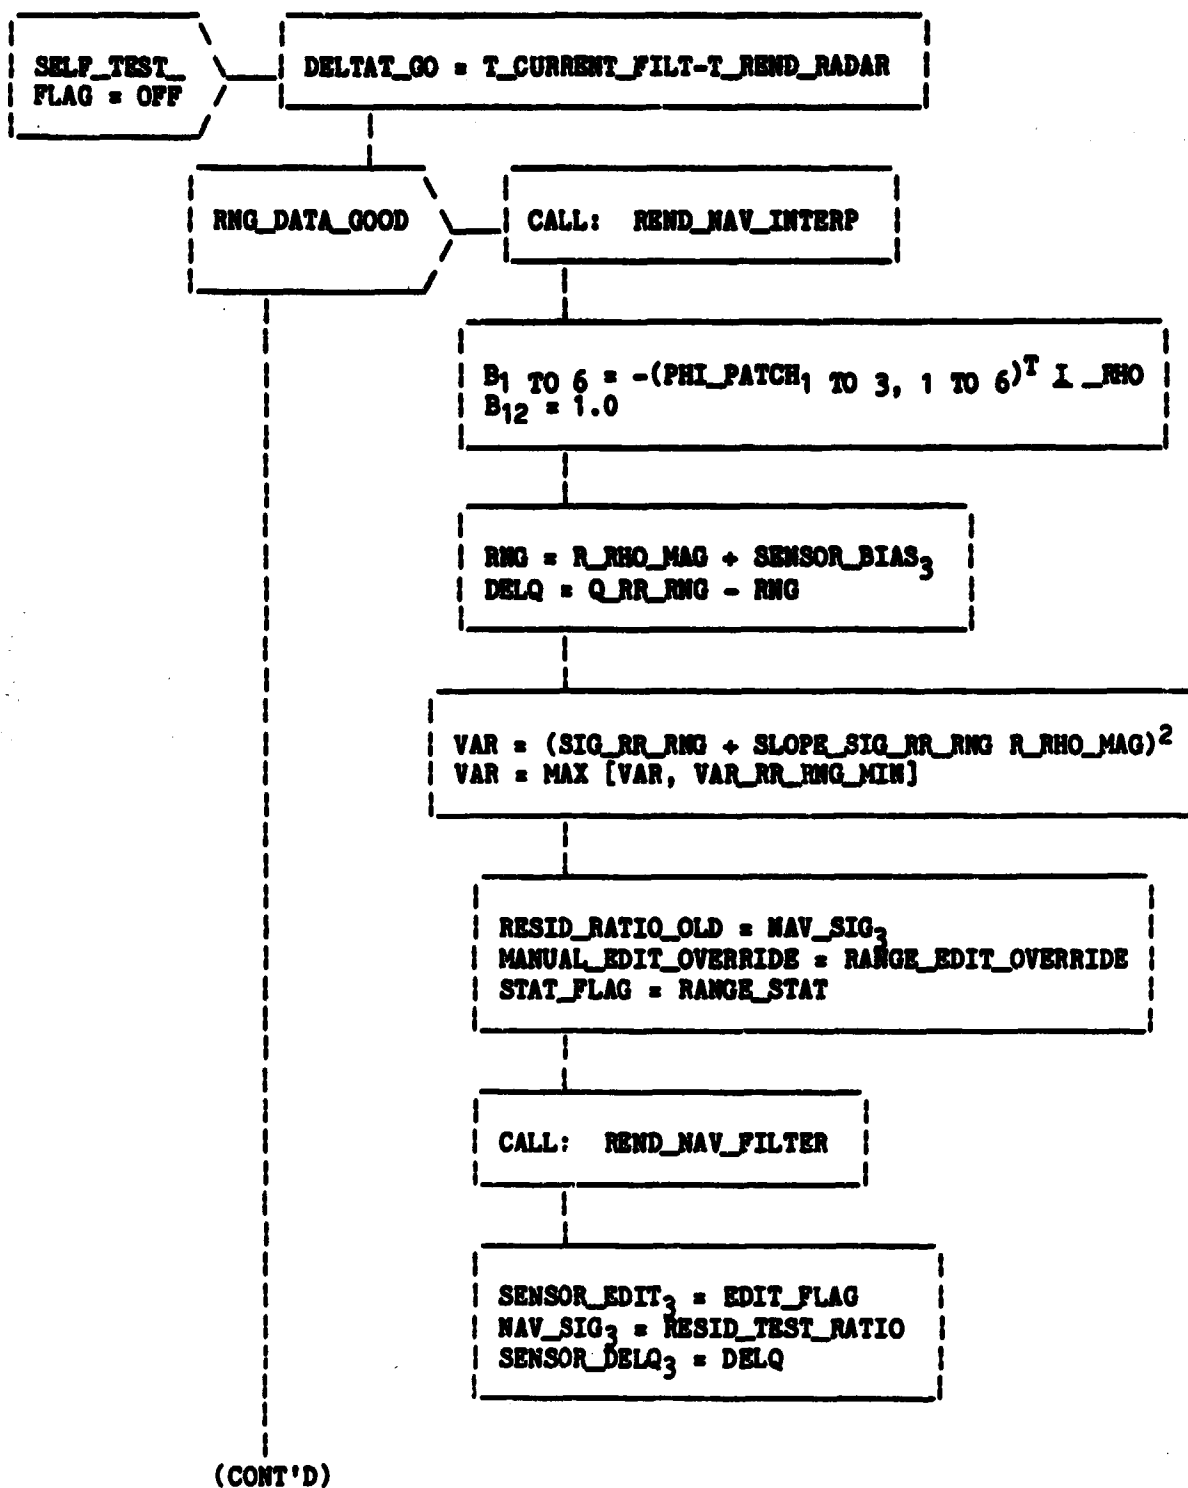 SELF_TEST_
FLAG = OFF
DELTAT_GO = T_CURRENT_FILT-T_REND_RADAR
RNG_DATA_GOOD
CALL: REND_NAV_INTERP
B₁ TO 6 = -(PHI_PATCH₁ TO 3, 1 TO 6)ᵀ I _RHO
B₁₂ = 1.0
RNG = R_RHO_MAG + SENSOR_BIAS₃
DELQ = Q_RR_RNG - RNG
VAR = (SIG_RR_RNG + SLOPE_SIG_RR_RNG R_RHO_MAG)²
VAR = MAX [VAR, VAR_RR_RNG_MIN]
RESID_RATIO_OLD = NAV_SIG₃
MANUAL_EDIT_OVERRIDE = RANGE_EDIT_OVERRIDE
STAT_FLAG = RANGE_STAT
CALL: REND_NAV_FILTER
SENSOR_EDIT₃ = EDIT_FLAG
NAV_SIG₃ = RESID_TEST_RATIO
SENSOR_DELQ₃ = DELQ
(CONT'D)